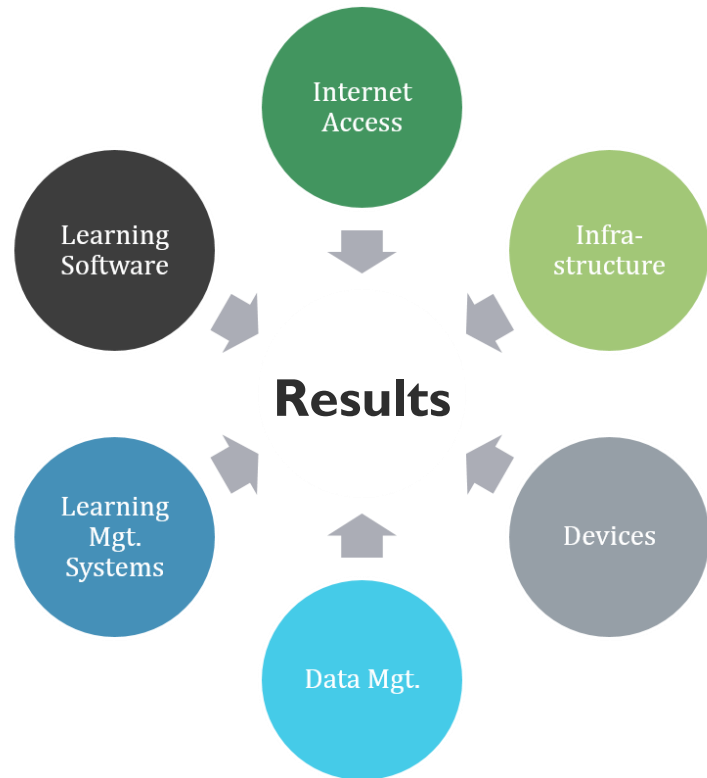 Internet
Access
Learning
Software
Infra-
structure
Results
Learning
Mgt.
Systems
Devices
Data Mgt.